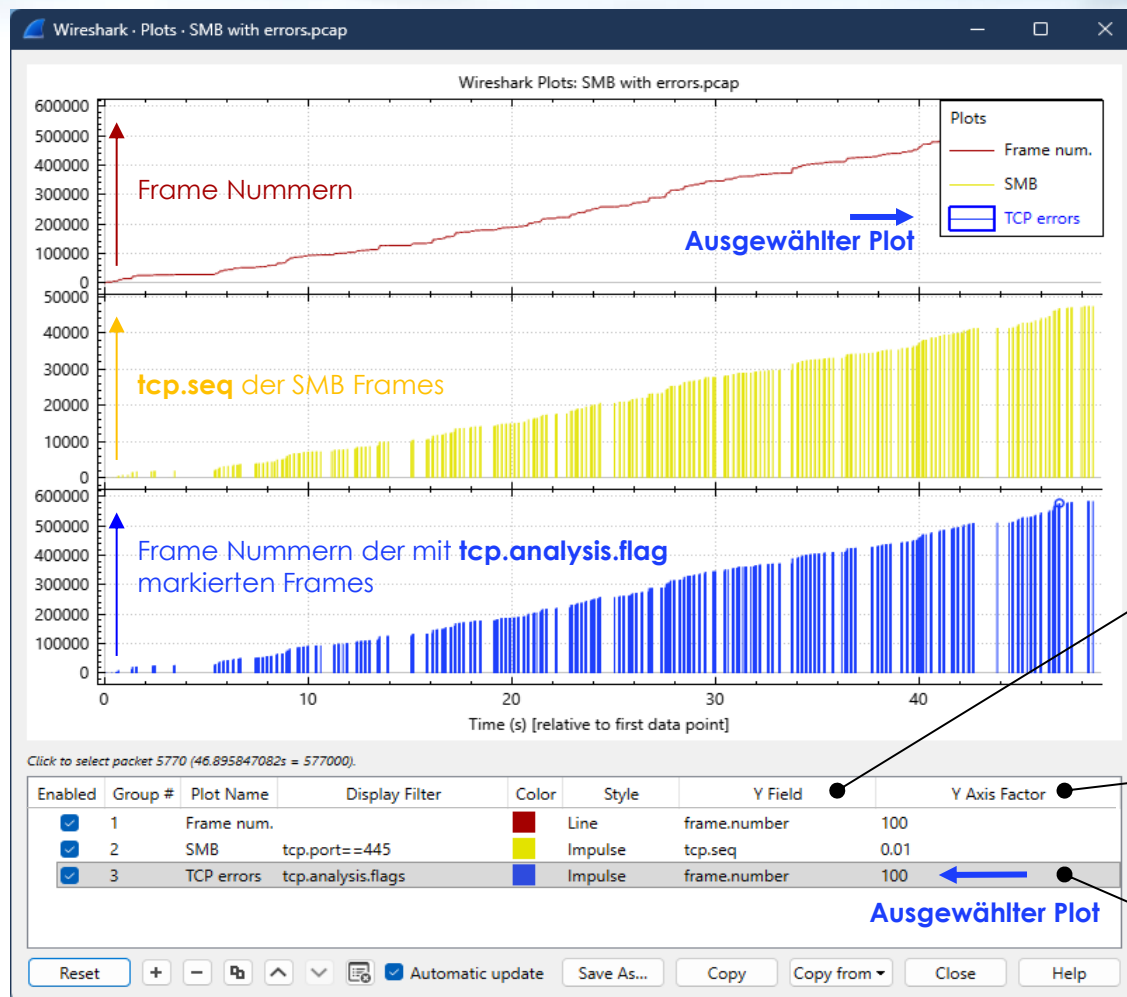 Wireshark · Plots · SMB with errors.pcap
Wireshark Plots: SMB with errors.pcap
600000
500000
400000
300000
200000
100000
0
Frame Nummern
Plots
Frame num.
SMB
TCP errors
Ausgewählter Plot
50000
40000
30000
20000
10000
0
tcp.seq der SMB Frames
600000
500000
400000
300000
200000
100000
0
Frame Nummern der mit tcp.analysis.flag
markierten Frames
0 10 20 30 40
Time (s) [relative to first data point]
Click to select packet 5770 (46.895847082s = 577000).
Enabled Group # Plot Name Display Filter Color Style Y Field Y Axis Factor
1 Frame num. Line frame.number 100
2 SMB tcp.port==445 Impulse tcp.seq 0.01
3 TCP errors tcp.analysis.flags Impulse frame.number 100
Ausgewählter Plot
Reset + − Automatic update Save As... Copy Copy from Close Help